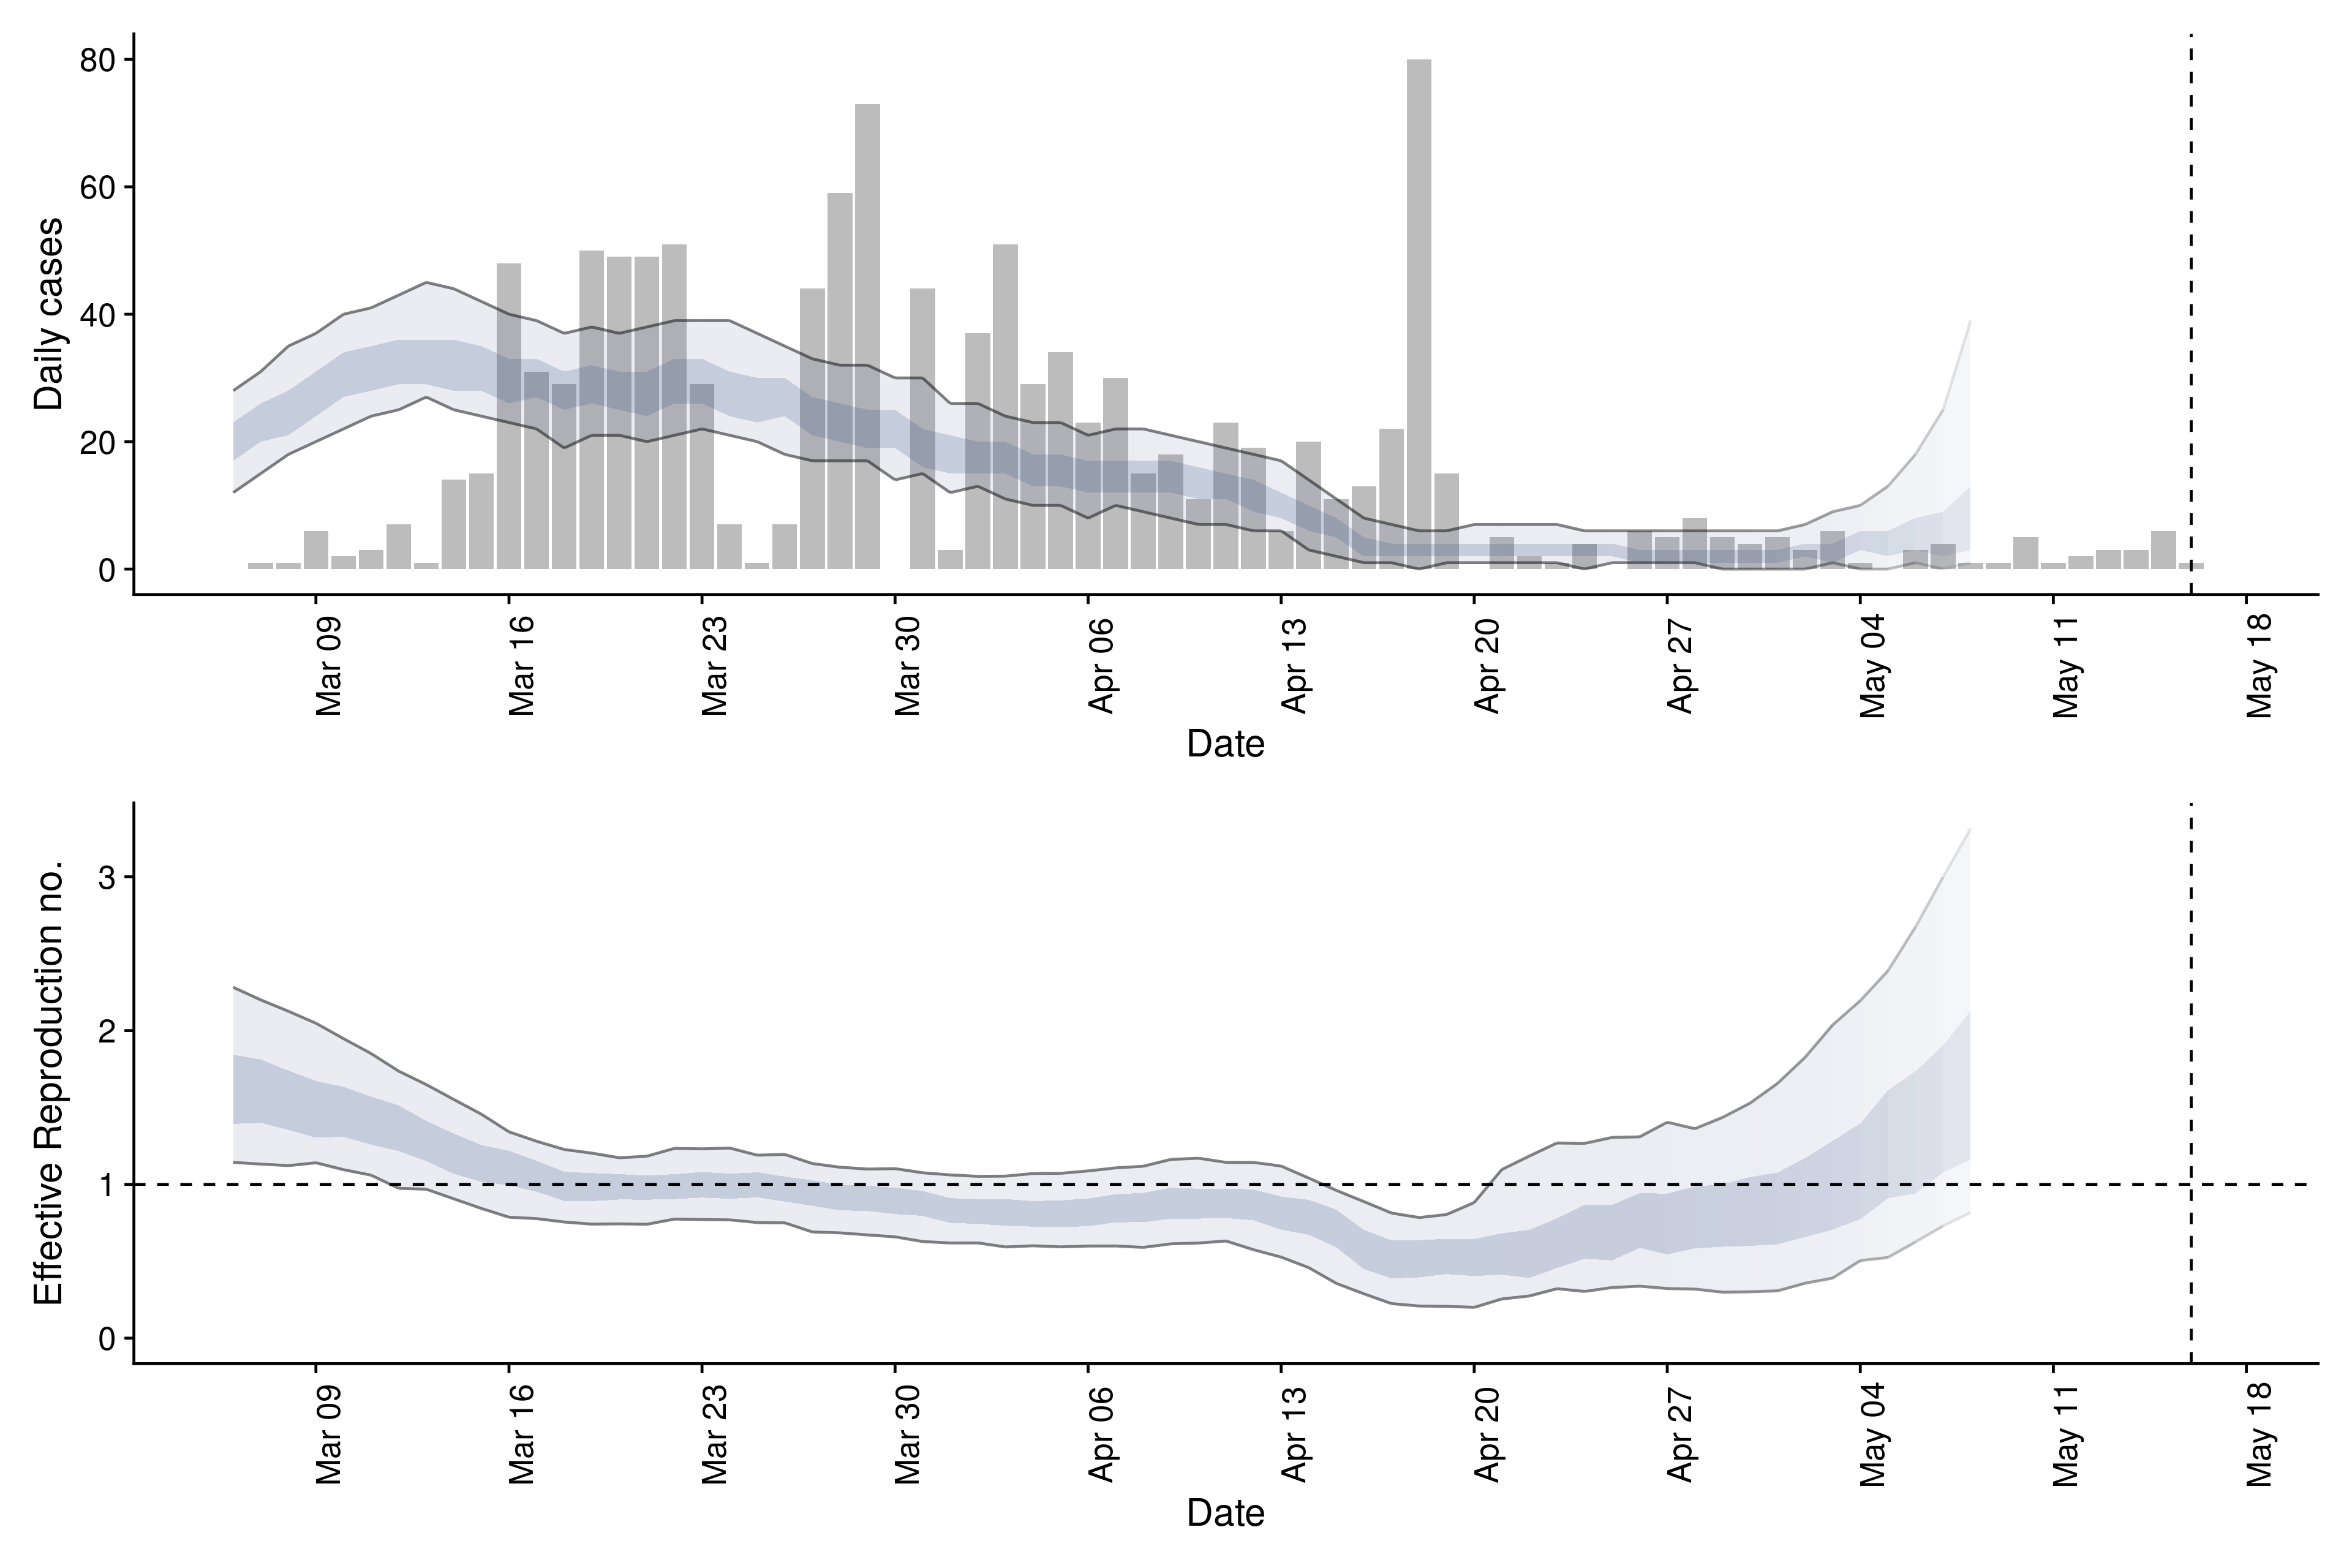 Daily cases
80
60
40
20
0
Mar 09
Mar 16
Mar 23
Mar 30
Apr 06
Apr 13
Apr 20
Apr 27
May 04
May 11
May 18
Date
Effective Reproduction no.
3
2
1
0
Mar 09
Mar 16
Mar 23
Mar 30
Apr 06
Apr 13
Apr 20
Apr 27
May 04
May 11
May 18
Date